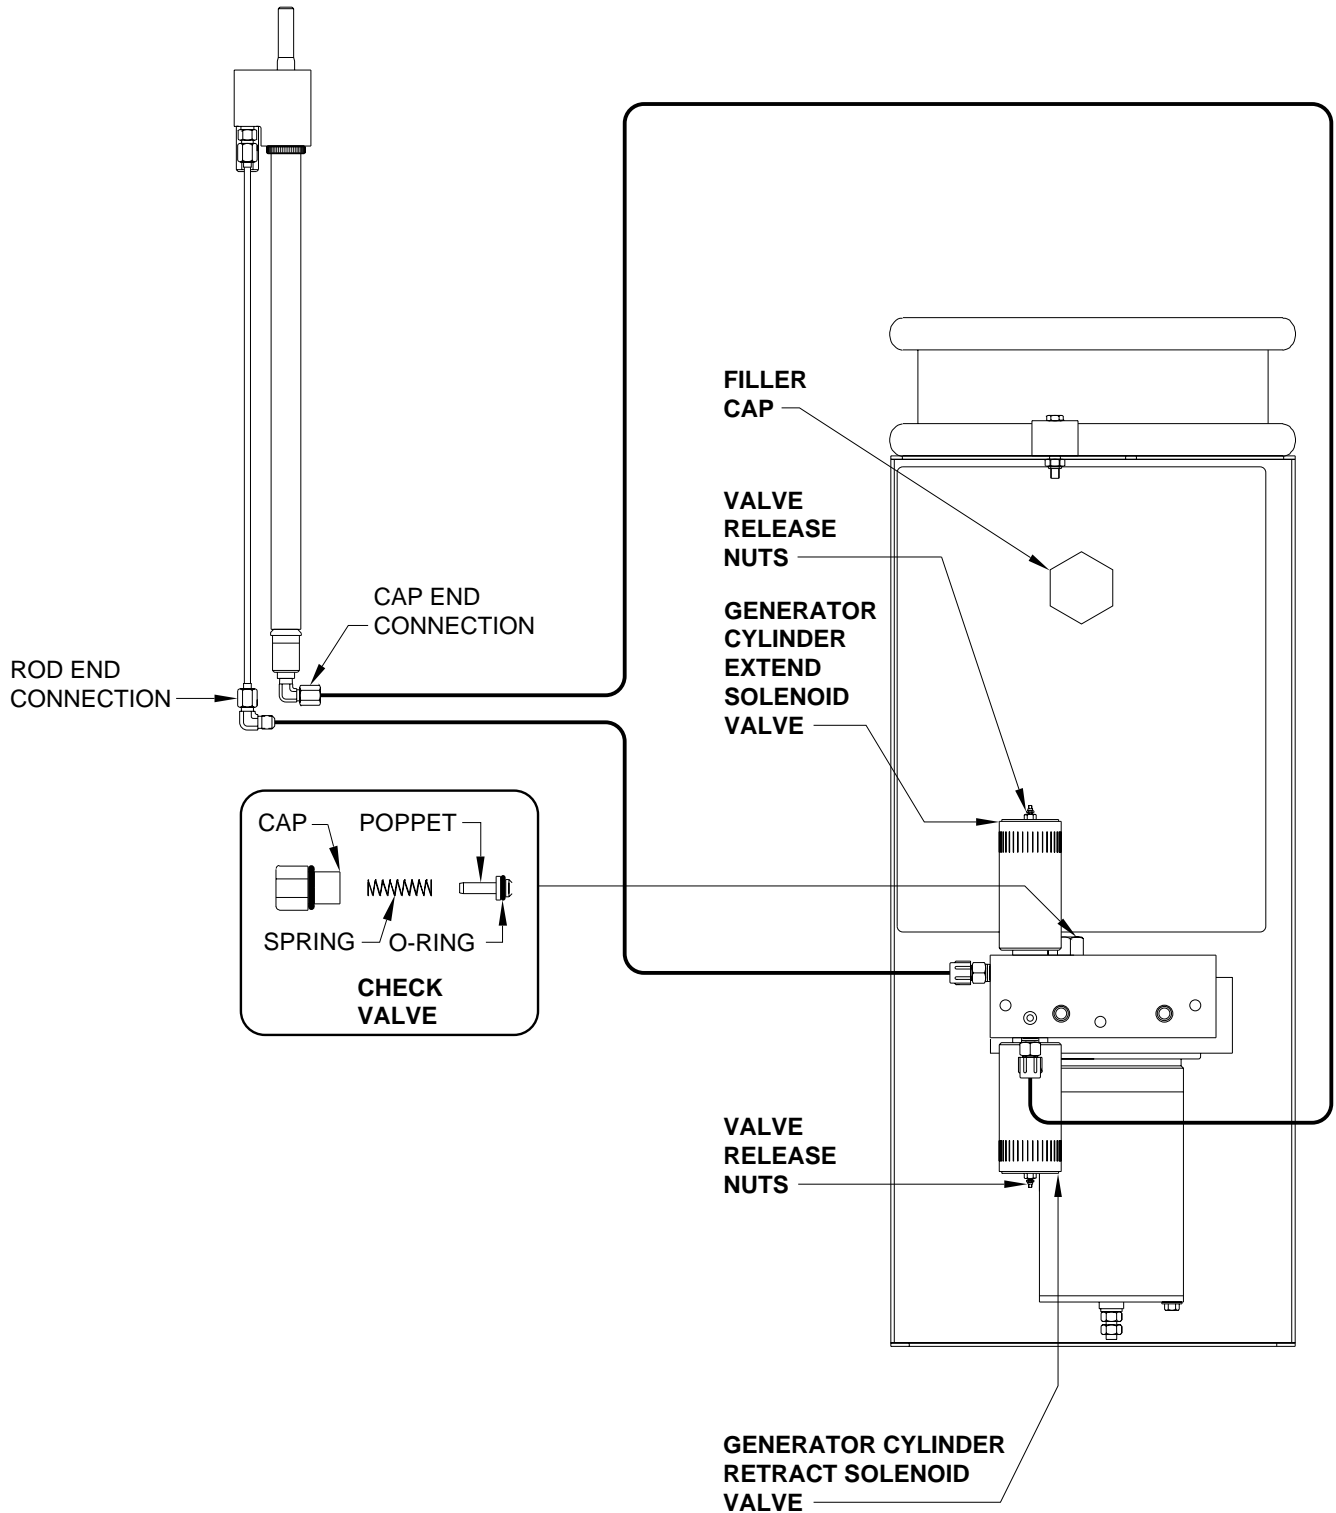 FILLER
CAP
VALVE
RELEASE
NUTS
GENERATOR
CYLINDER
EXTEND
SOLENOID
VALVE
CAP END
CONNECTION
ROD END
CONNECTION
CAP
POPPET
SPRING
O-RING
CHECK
VALVE
VALVE
RELEASE
NUTS
GENERATOR CYLINDER
RETRACT SOLENOID
VALVE